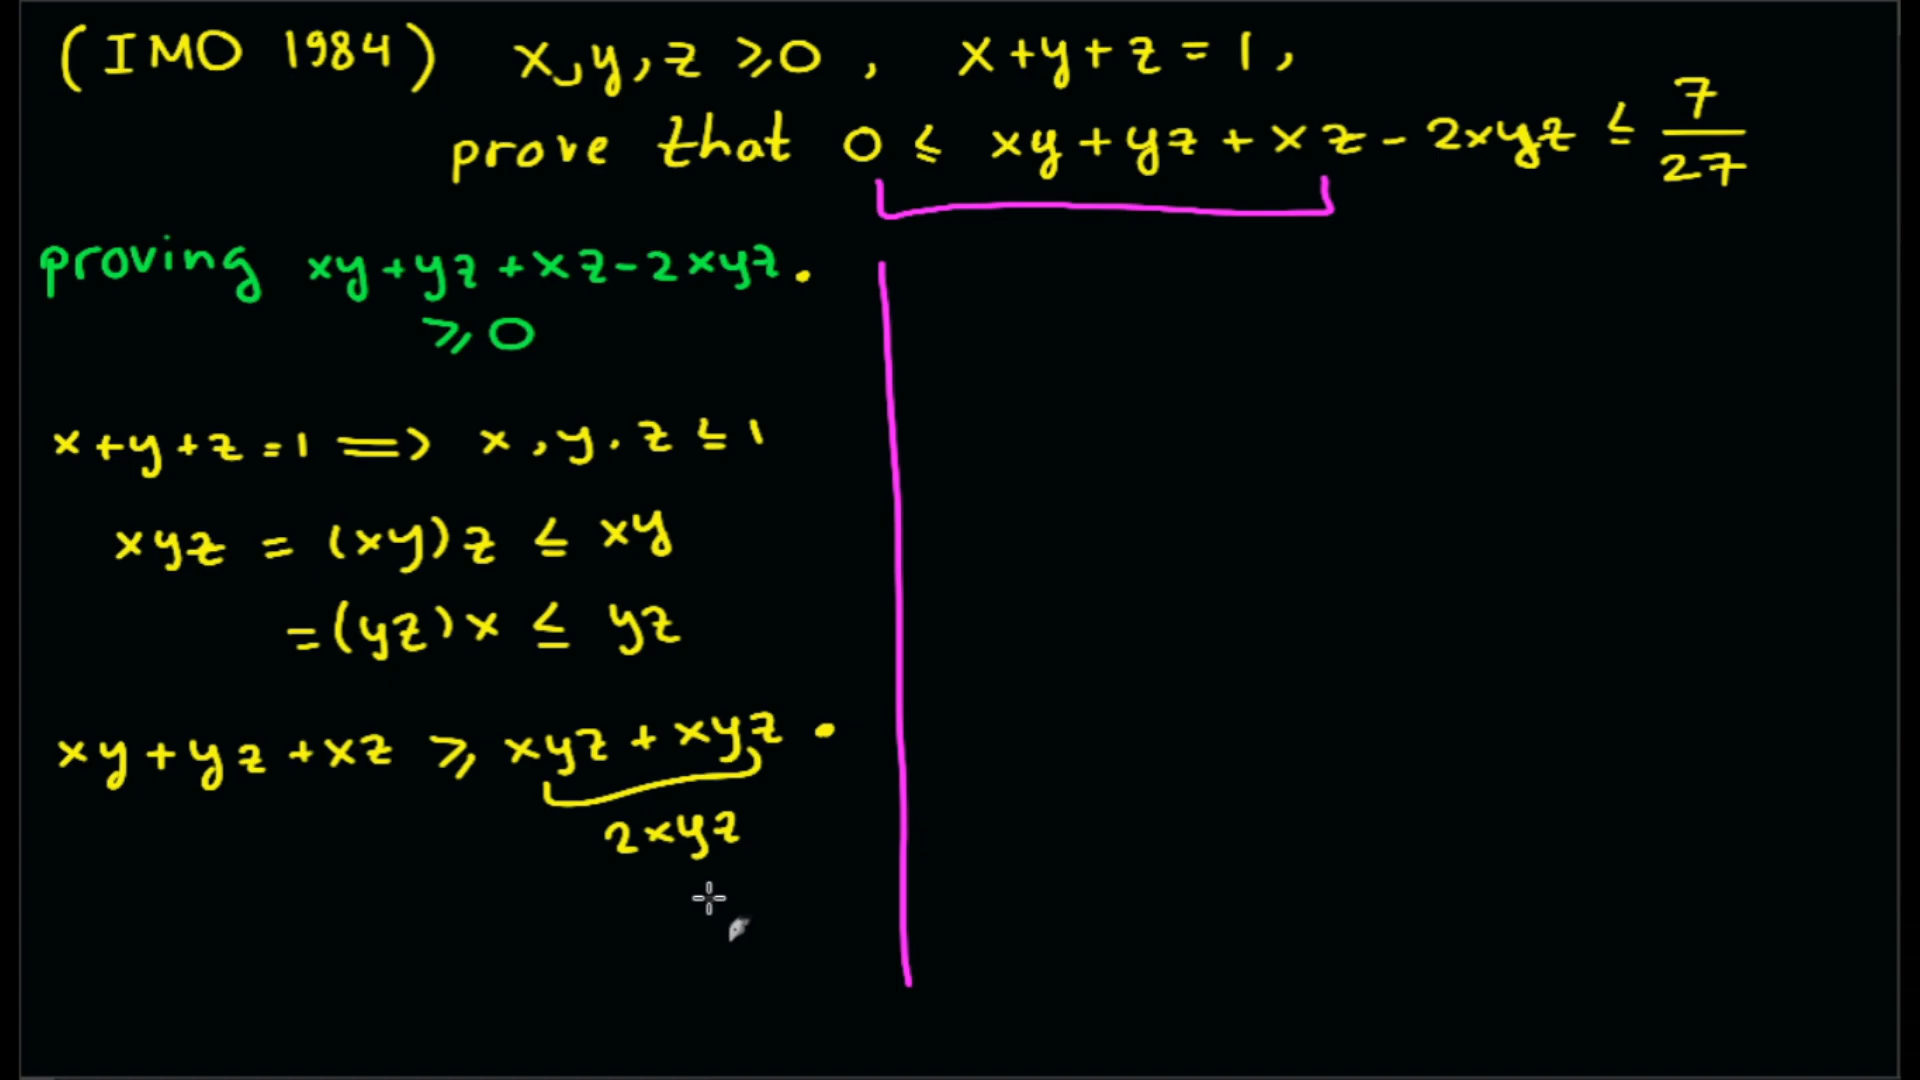 (IMO 1984) x, y, z ⩾ 0, x + y + z = 1,
prove that 0 ≤ xy + yz + xz - 2xyz ≤ 7/27
proving xy + yz + xz - 2xyz.
⩾ 0
x + y + z = 1 ⟹ x, y, z ≤ 1
xyz = (xy)z ≤ xy
= (yz)x ≤ yz
xy + yz + xz ⩾ xyz + xyz.
2xyz